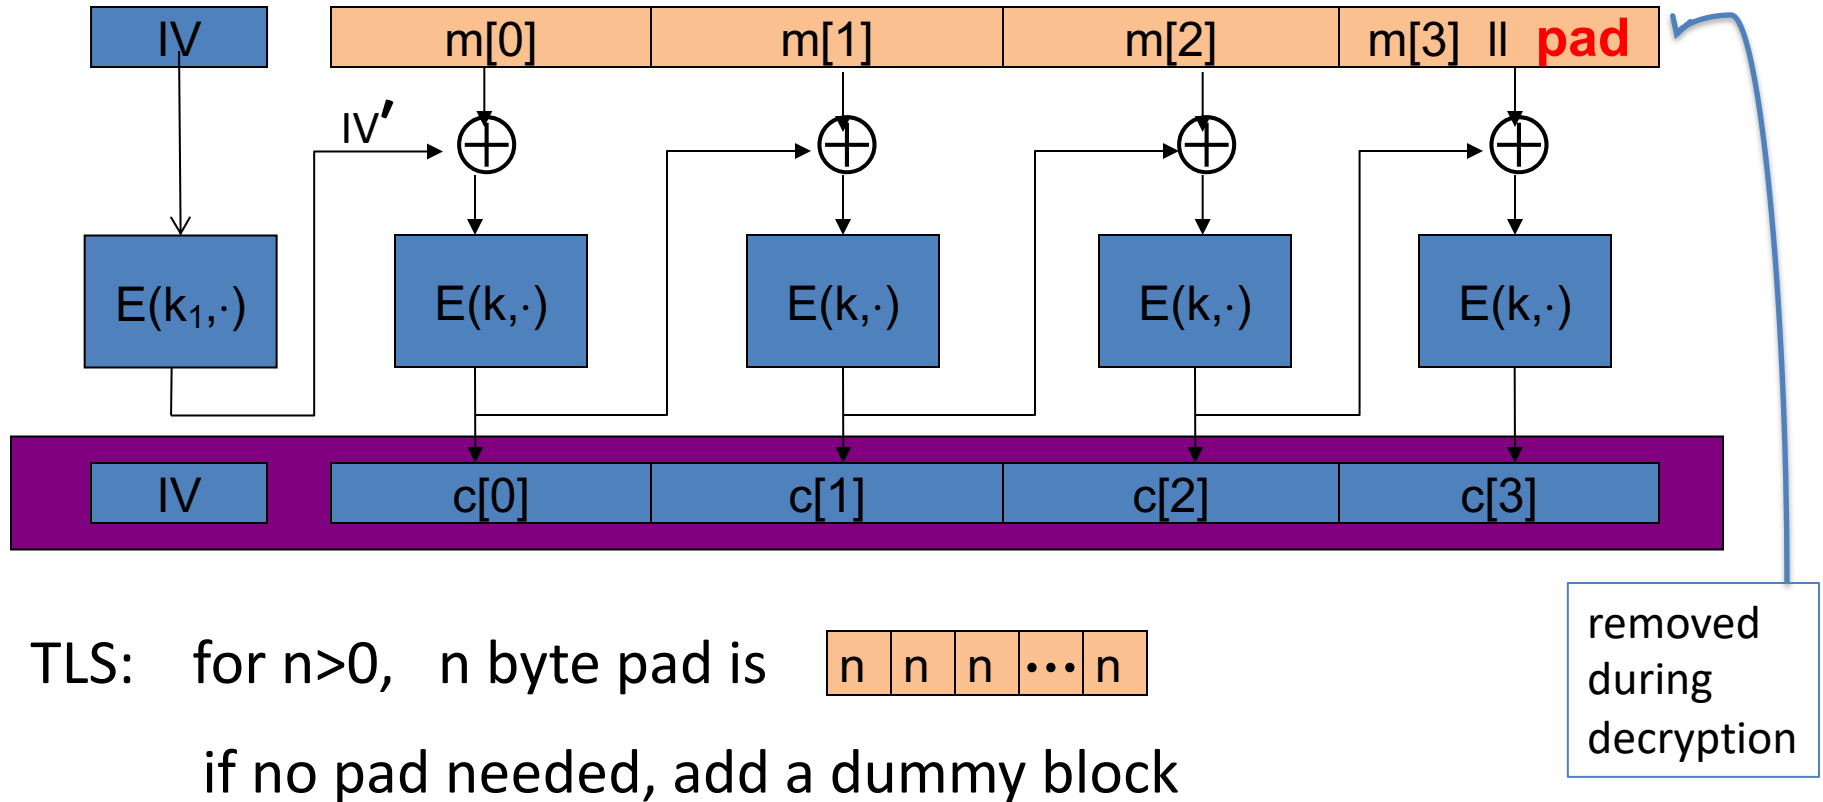 IV m[0] m[1] m[2] m[3] ll pad
IV′
E(k₁,·) E(k,·) E(k,·) E(k,·) E(k,·)
IV c[0] c[1] c[2] c[3]
removed
during
decryption
TLS: for n>0, n byte pad is n n n ••• n
if no pad needed, add a dummy block